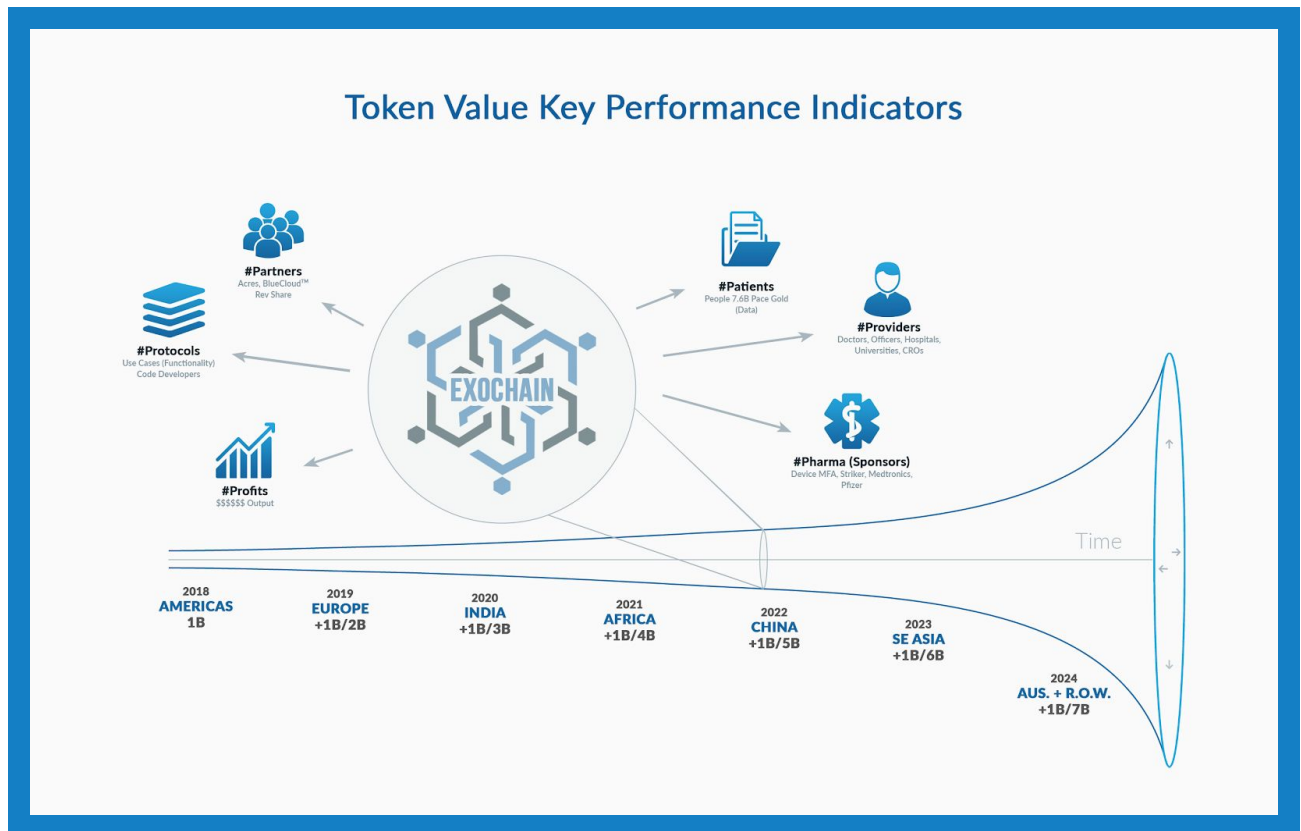 Token Value Key Performance Indicators
#Partners
Acres, BlueCloud™
Rev Share
#Protocols
Use Cases (Functionality)
Code Developers
#Profits
$$$$$$ Output
EXOCHAIN
#Patients
People 7.6B Pace Gold
(Data)
#Providers
Doctors, Officers, Hospitals,
Universities, CROs
#Pharma (Sponsors)
Device MFA, Striker, Medtronics,
Pfizer
Time
2018
AMERICAS
1B
2019
EUROPE
+1B/2B
2020
INDIA
+1B/3B
2021
AFRICA
+1B/4B
2022
CHINA
+1B/5B
2023
SE ASIA
+1B/6B
2024
AUS. + R.O.W.
+1B/7B